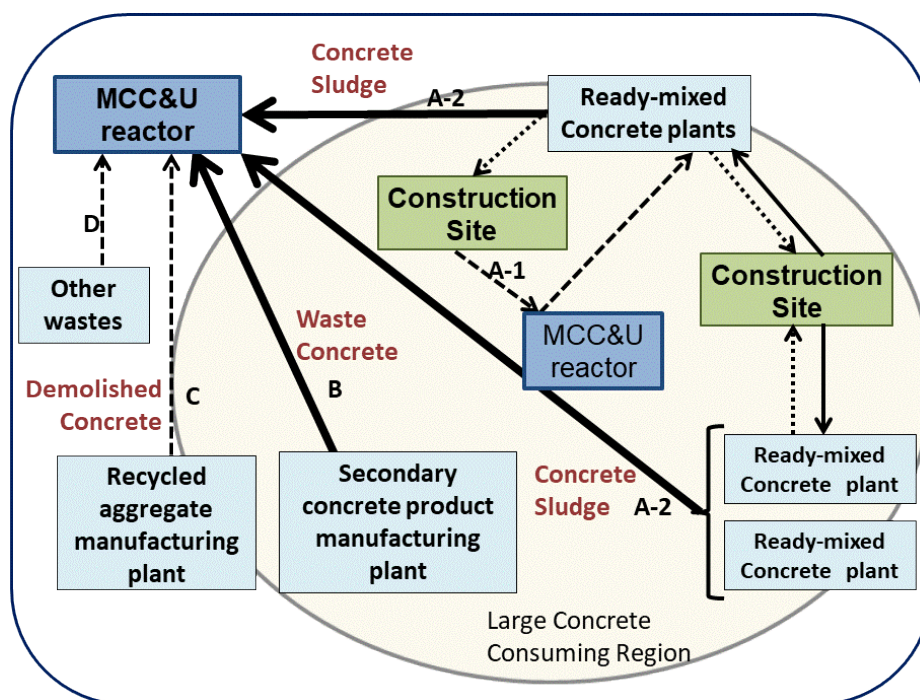 Concrete
Sludge
MCC&U
reactor
A-2
Ready-mixed
Concrete plants
Construction
Site
D
A-1
Construction
Site
Other
wastes
Waste
Concrete
MCC&U
reactor
Demolished
Concrete
C
B
Recycled
aggregate
manufacturing
plant
Secondary
concrete product
manufacturing
plant
Concrete
Sludge
A-2
Ready-mixed
Concrete plant
Ready-mixed
Concrete plant
Large Concrete
Consuming Region